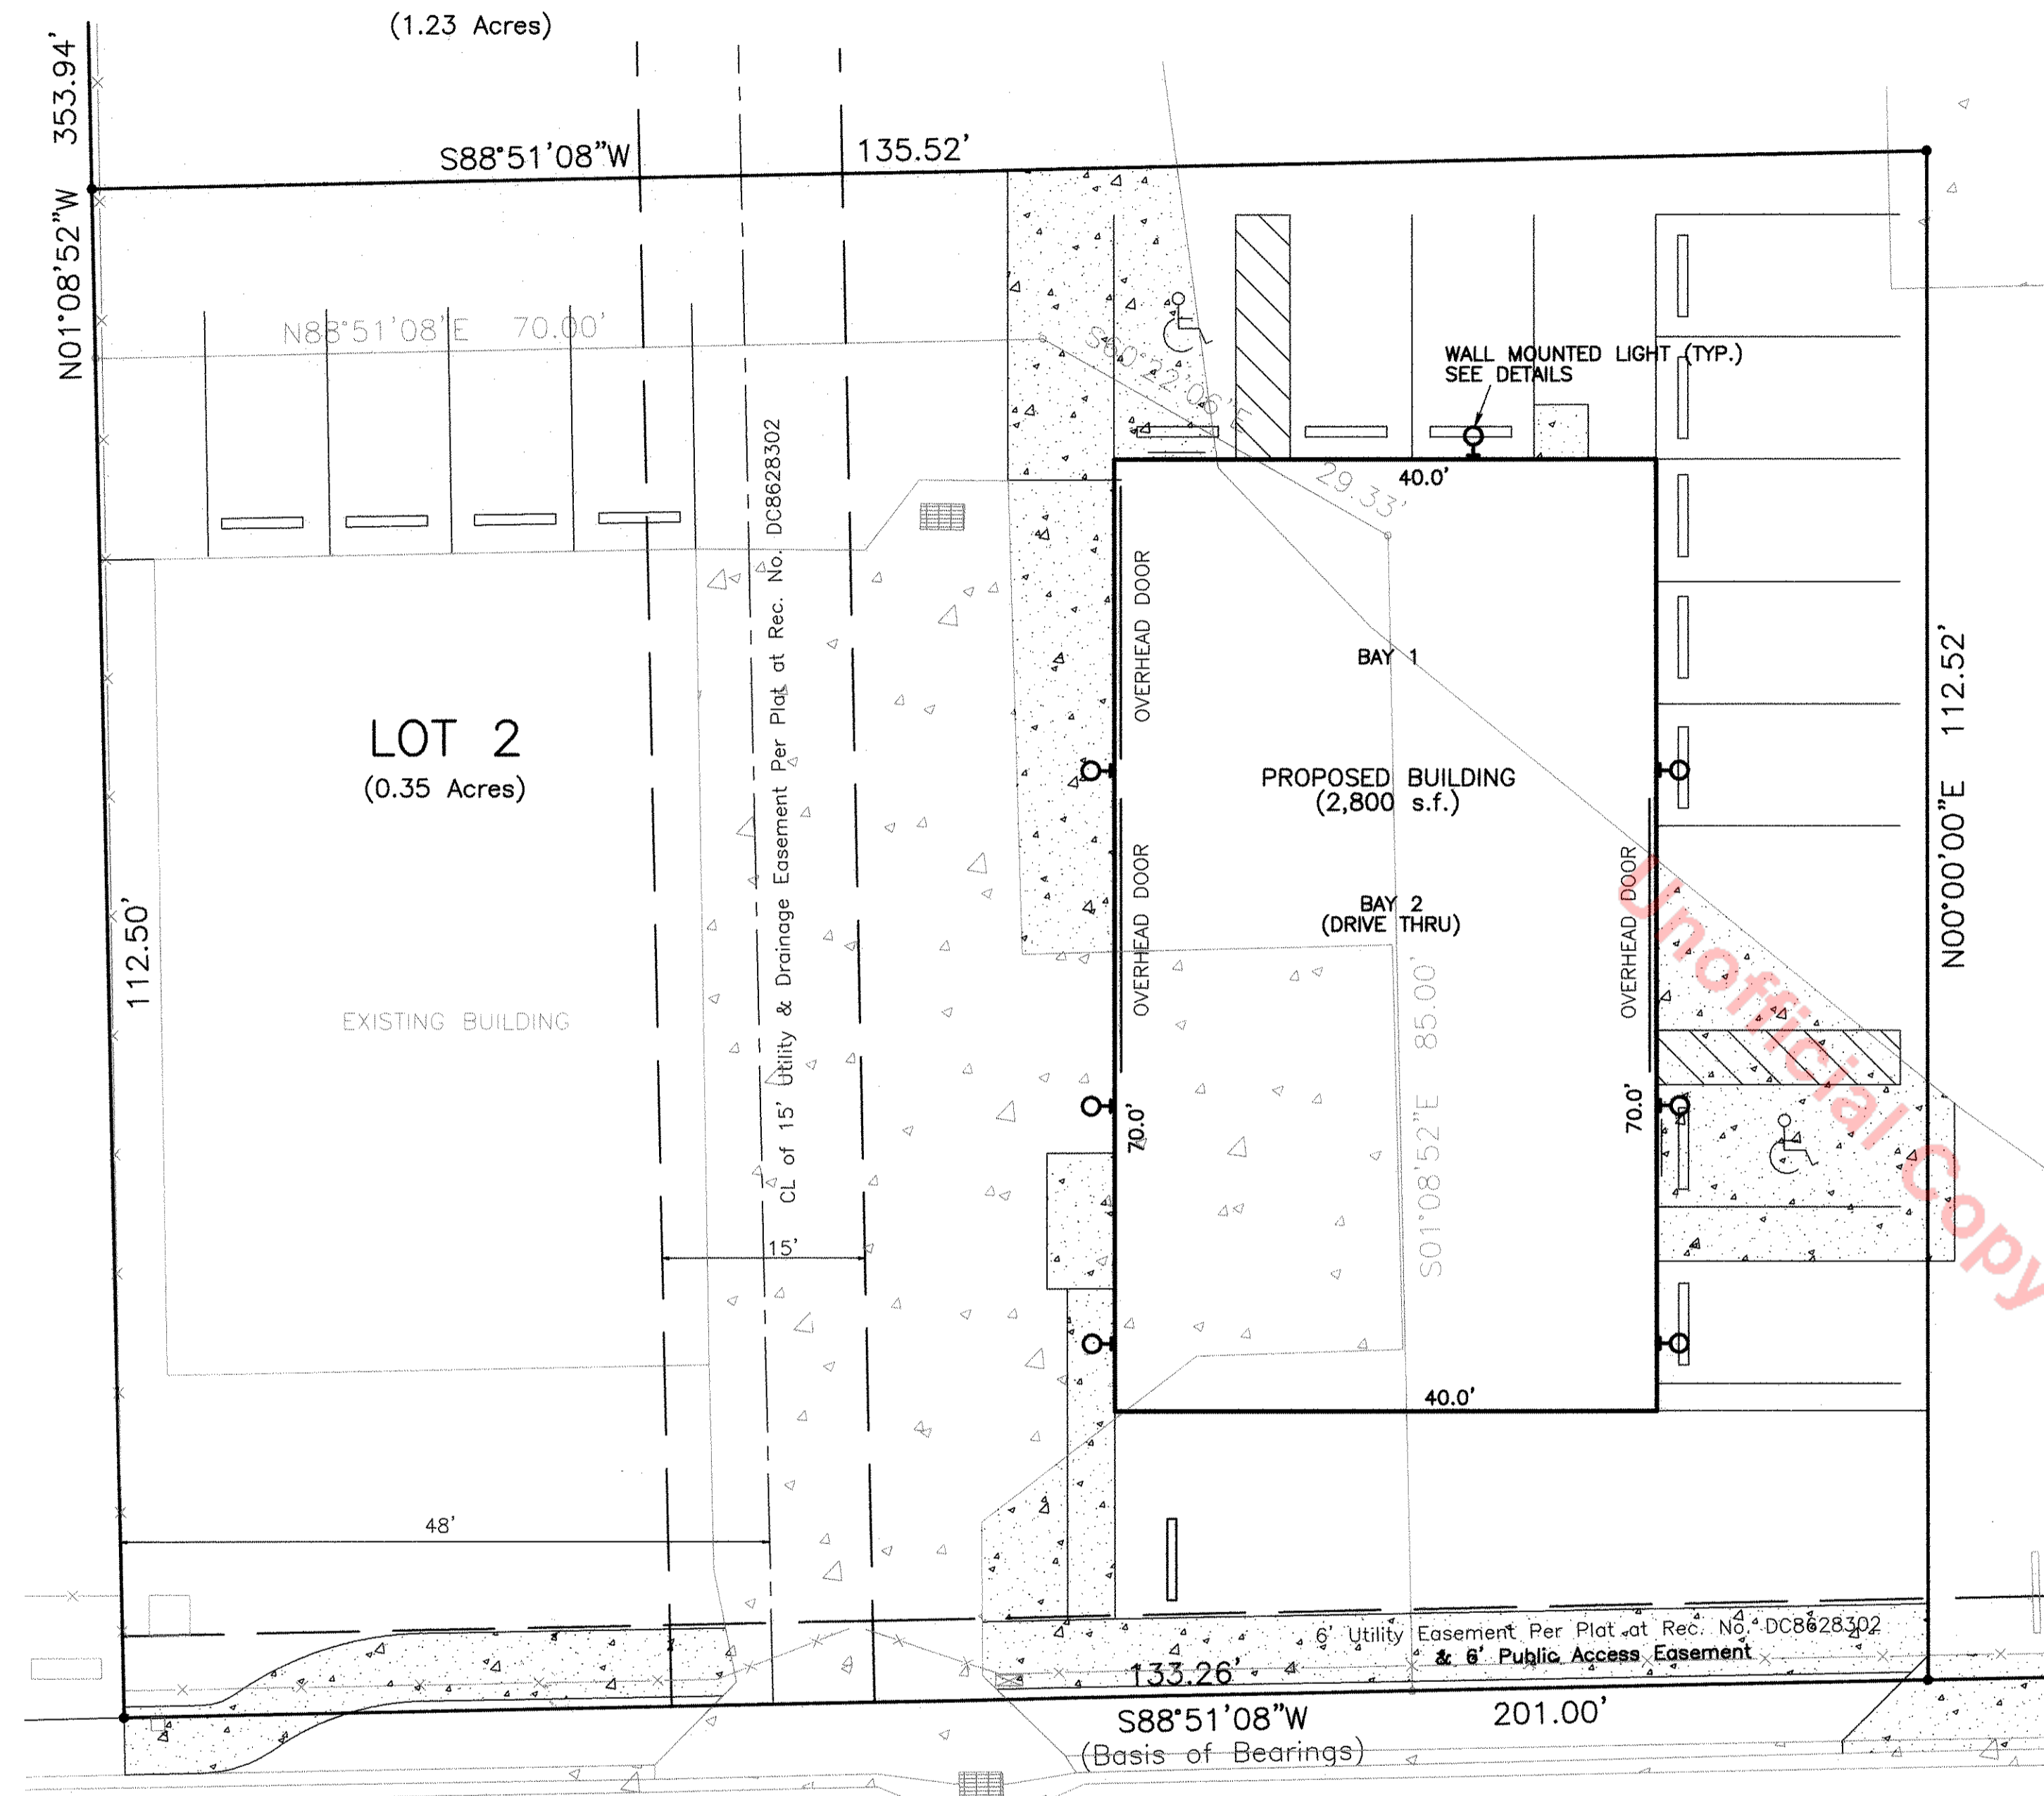 (1.23 Acres)
353.94'
N01°08'52"W
S88°51'08"W
135.52'
N88°51'08"E 70.00'
S60°22'06"E
29.33'
WALL MOUNTED LIGHT (TYP.)
SEE DETAILS
40.0'
OVERHEAD DOOR
BAY 1
LOT 2
(0.35 Acres)
CL of 15' Utility & Drainage Easement Per Plat at Rec. No. DC8628302
PROPOSED BUILDING
(2,800 s.f.)
OVERHEAD DOOR
BAY 2
(DRIVE THRU)
OVERHEAD DOOR
N00°00'00"E 112.52'
112.50'
EXISTING BUILDING
S01°08'52"E 85.00'
70.0'
70.0'
15'
40.0'
48'
6' Utility Easement Per Plat at Rec. No. DC8628302
& 6' Public Access Easement
133.26'
S88°51'08"W
201.00'
(Basis of Bearings)
Unofficial Copy